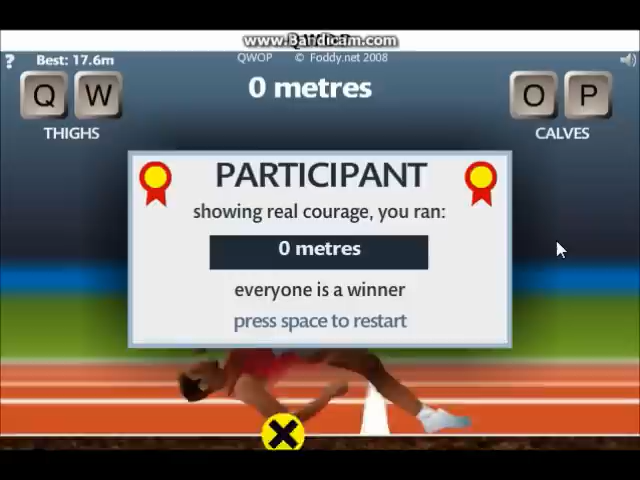 www.Bandicam.com
? Best: 17.6m QWOP © Foddy.net 2008
Q W 0 metres O P
THIGHS CALVES
PARTICIPANT
showing real courage, you ran:
0 metres
everyone is a winner
press space to restart